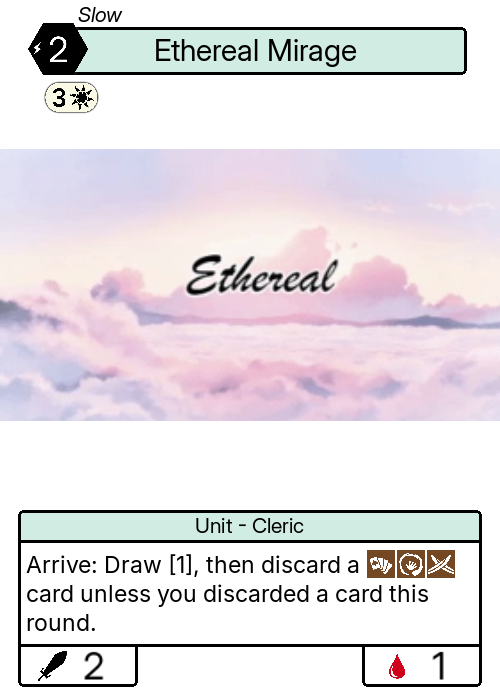 Slow
2
Ethereal Mirage
3
Ethereal
Unit - Cleric
Arrive: Draw [1], then discard a
card unless you discarded a card this
round.
2
1